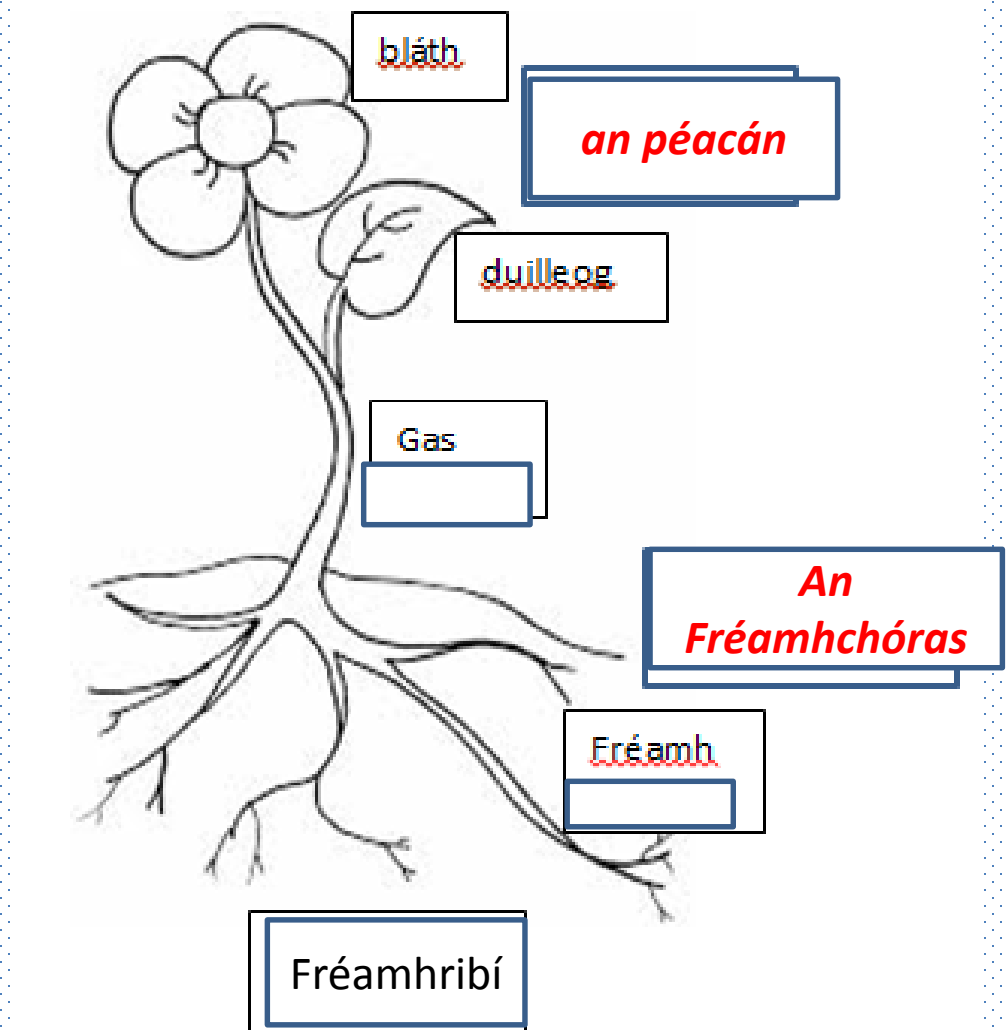 bláth
an péacán
duilleog
Gas
An
Fréamhchóras
Fréamh
Fréamhribí